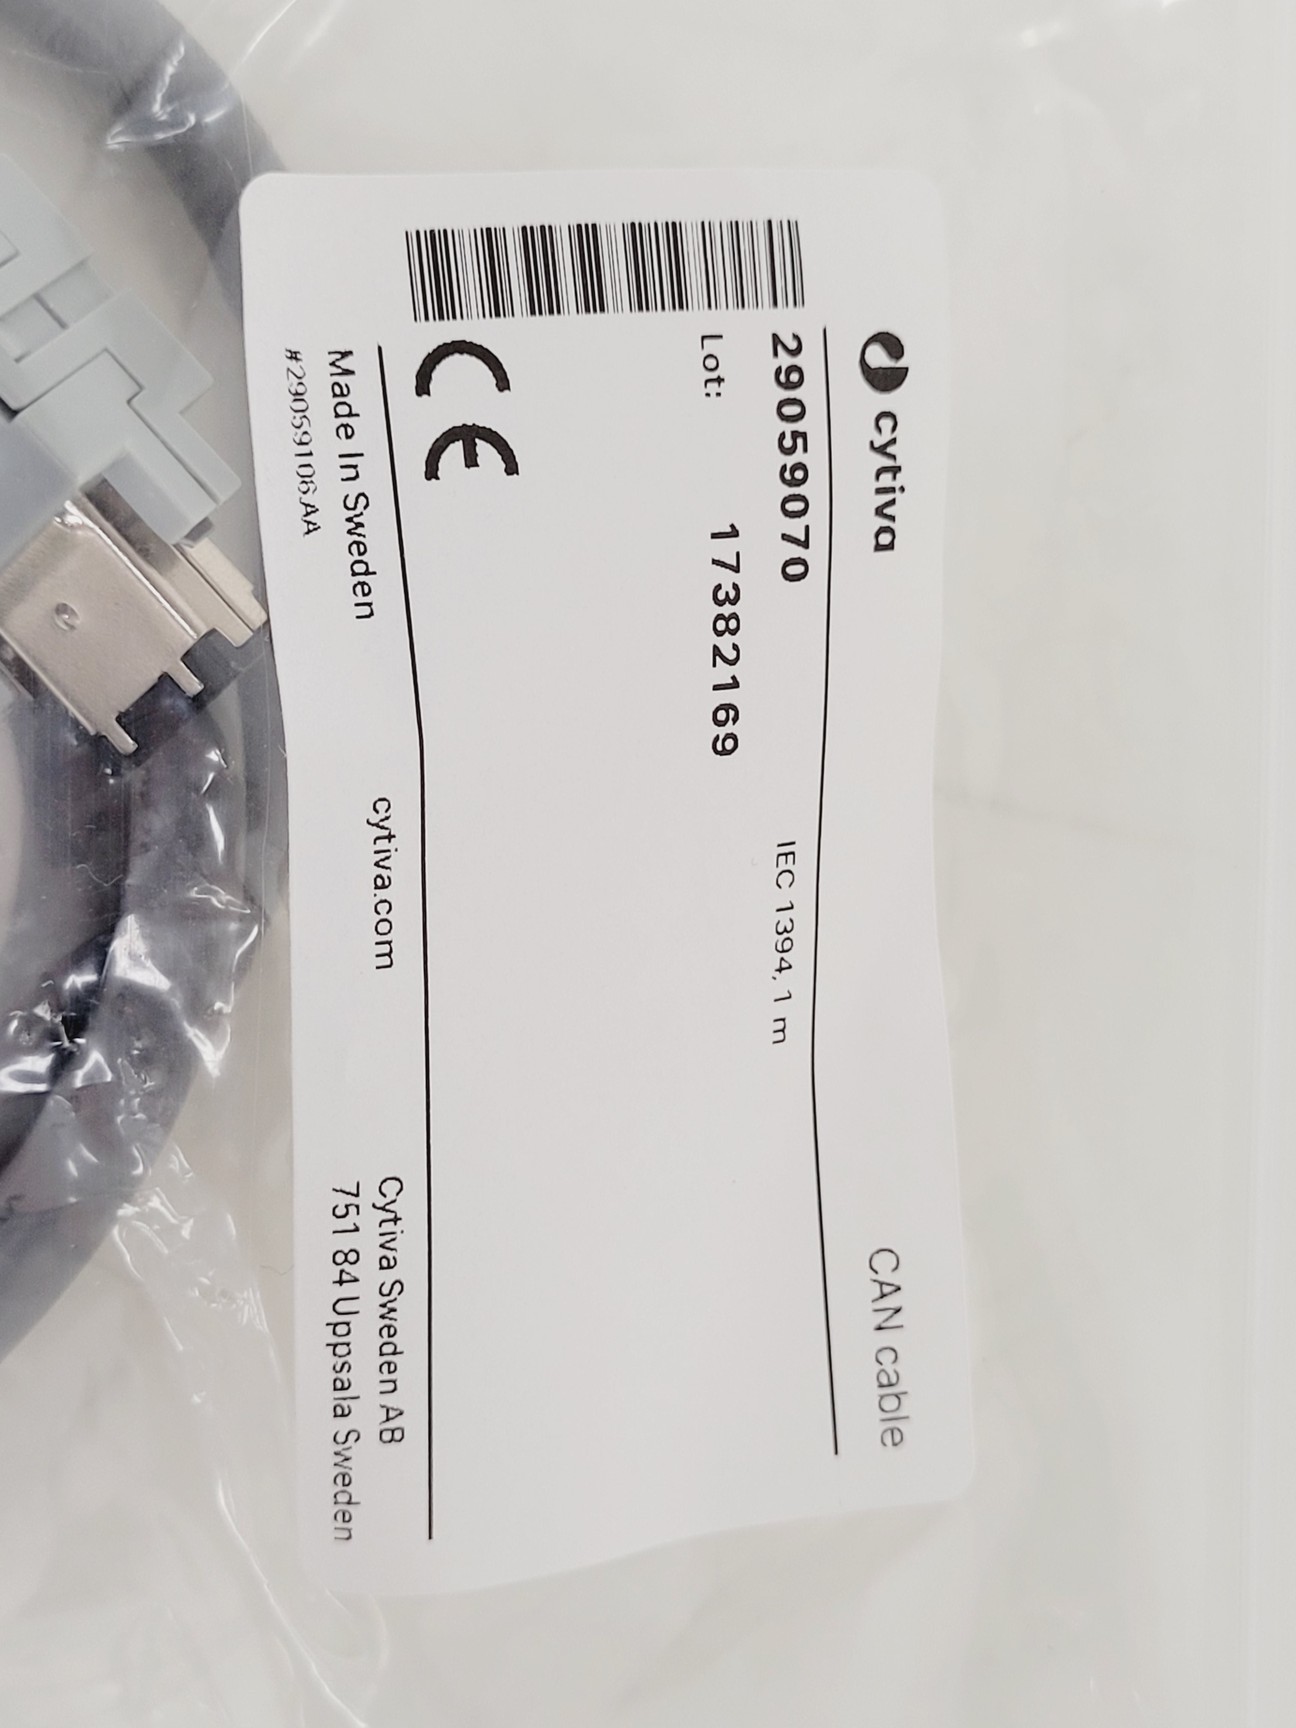 cytiva CAN cable
29059070 IEC 1394, 1 m
Lot: 17382169
CE
Made In Sweden cytiva.com Cytiva Sweden AB
#29059106AA 751 84 Uppsala Sweden